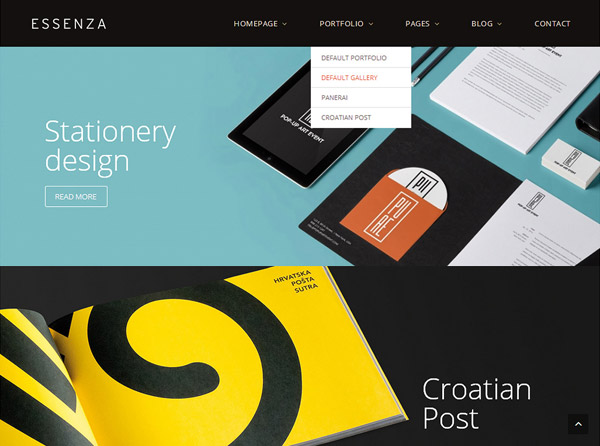 ESSENZA
HOMEPAGE
PORTFOLIO
PAGES
BLOG
CONTACT
DEFAULT PORTFOLIO
DEFAULT GALLERY
PANERAI
CROATIAN POST
Stationery
design
READ MORE
POP-UP ART EVENT
HRVATSKA
POŠTA
SUTRA
Croatian
Post